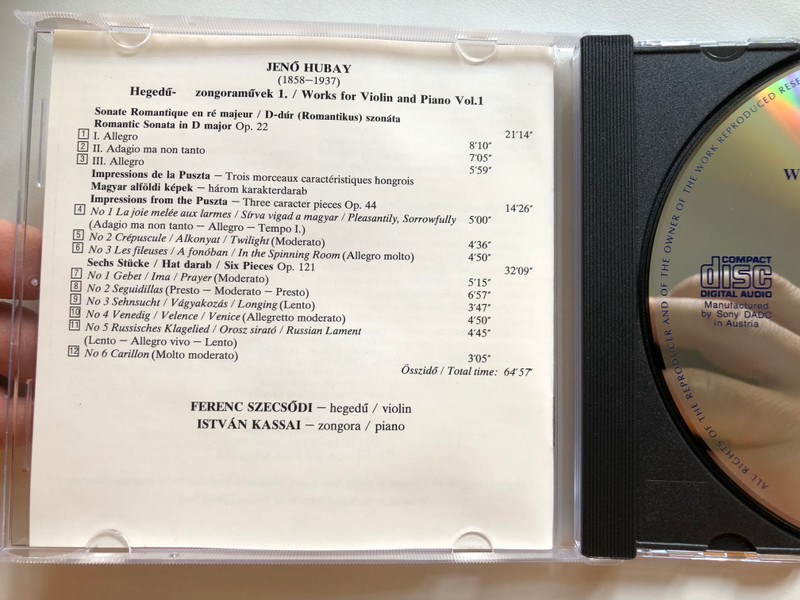 JENŐ HUBAY
(1858—1937)
Hegedű- zongoraművek 1. / Works for Violin and Piano Vol.1
Sonate Romantique en ré majeur / D-dúr (Romantikus) szonáta
Romantic Sonata in D major Op. 22 21'14"
1 I. Allegro 8'10"
2 II. Adagio ma non tanto 7'05"
3 III. Allegro 5'59"
Impressions de la Puszta — Trois morceaux caractéristiques hongrois
Magyar alföldi képek — három karakterdarab
Impressions from the Puszta — Three caracter pieces Op. 44 14'26"
4 No 1 La joie melée aux larmes / Sírva vigad a magyar / Pleasantily, Sorrowfully 5'00"
(Adagio ma non tanto — Allegro — Tempo I.)
5 No 2 Crépuscule / Alkonyat / Twilight (Moderato) 4'36"
6 No 3 Les fileuses / A fonóban / In the Spinning Room (Allegro molto) 4'50"
Sechs Stücke / Hat darab / Six Pieces Op. 121 32'09"
7 No 1 Gebet / Ima / Prayer (Moderato) 5'15"
8 No 2 Seguidillas (Presto — Moderato — Presto) 6'57"
9 No 3 Sehnsucht / Vágyakozás / Longing (Lento) 3'47"
10 No 4 Venedig / Velence / Venice (Allegretto moderato) 4'50"
11 No 5 Russisches Klagelied / Orosz sirató / Russian Lament 4'45"
(Lento — Allegro vivo — Lento)
12 No 6 Carillon (Molto moderato) 3'05"
Összidő / Total time: 64'57"
FERENC SZECSŐDI — hegedű / violin
ISTVÁN KASSAI — zongora / piano
W
COMPACT
disc
DIGITAL AUDIO
Manufactured
by Sony DADC
in Austria
ALL RIGHTS OF THE REPRODUCER AND OF THE OWNER OF THE WORK REPRODUCED RESE